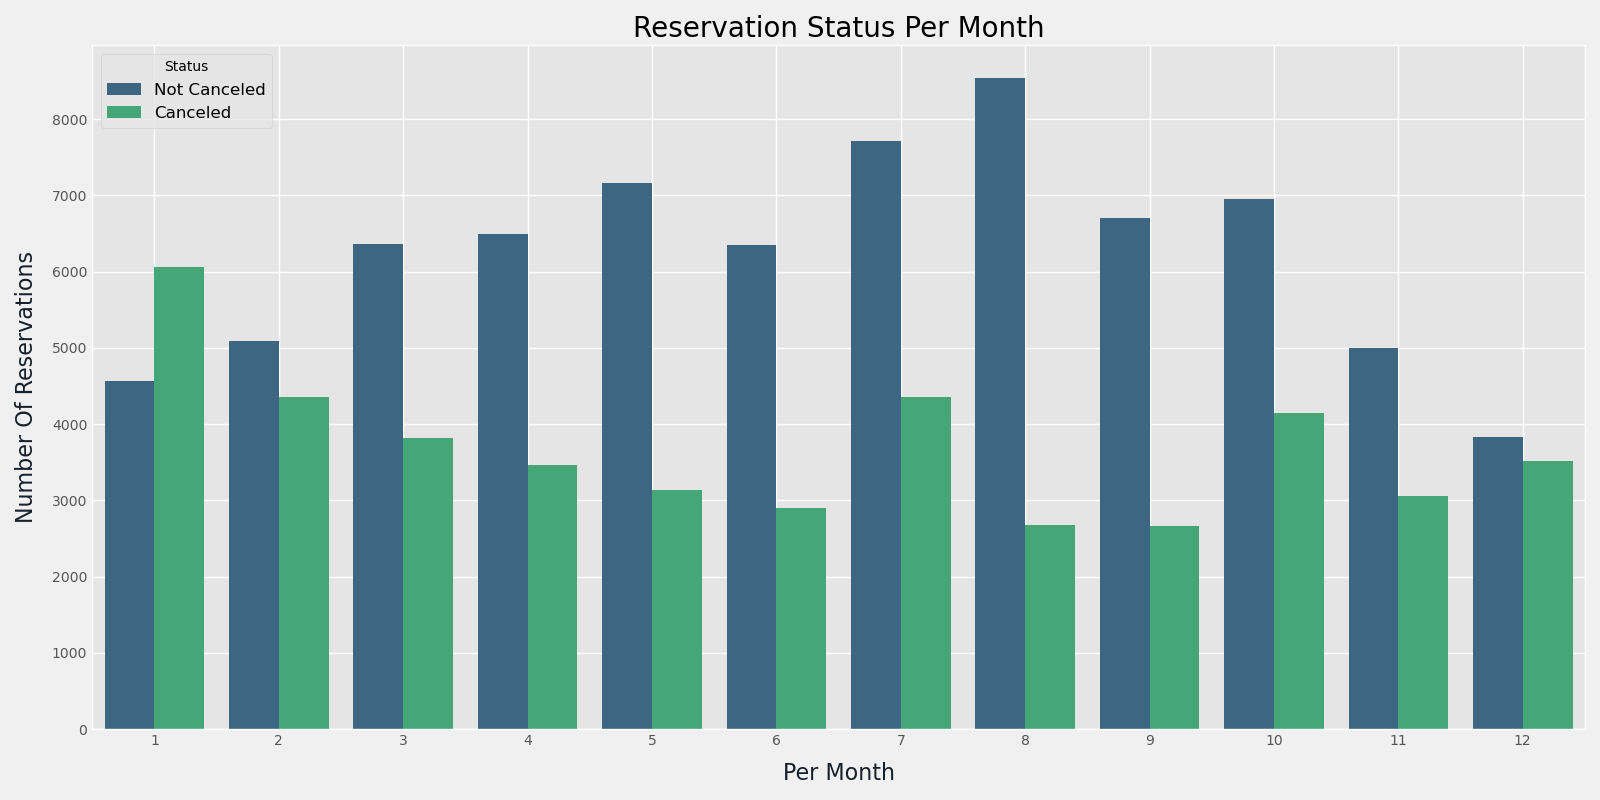 Reservation Status Per Month
Status
Not Canceled
Canceled
Number Of Reservations
8000
7000
6000
5000
4000
3000
2000
1000
0
1 2 3 4 5 6 7 8 9 10 11 12
Per Month